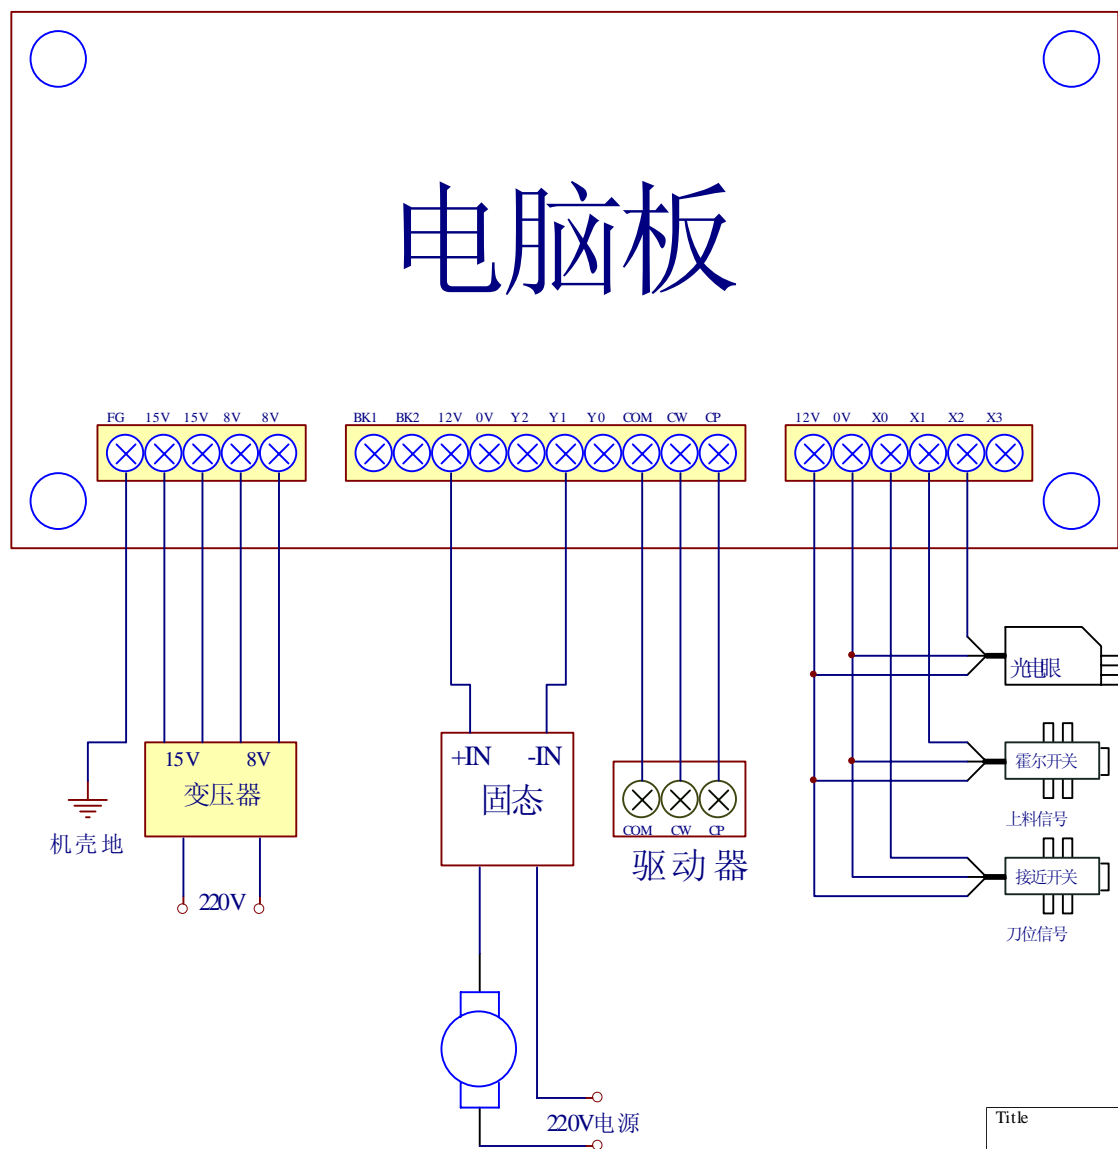 电脑板
FG 15V 15V 8V 8V
BK1 BK2 12V 0V Y2 Y1 Y0 COM CW CP
12V 0V X0 X1 X2 X3
光电眼
霍尔开关
上料信号
接近开关
刀位信号
15V 8V
变压器
机壳地
220V
+IN -IN
固态
COM CW CP
驱动器
220V电源
Title